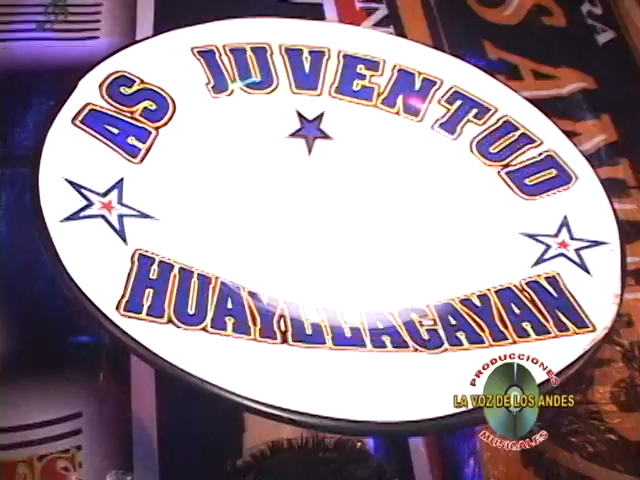 AS JUVENTUD
HUAYLLACAYAN
PRODUCCIONES
LA VOZ DE LOS ANDES
MUSICALES